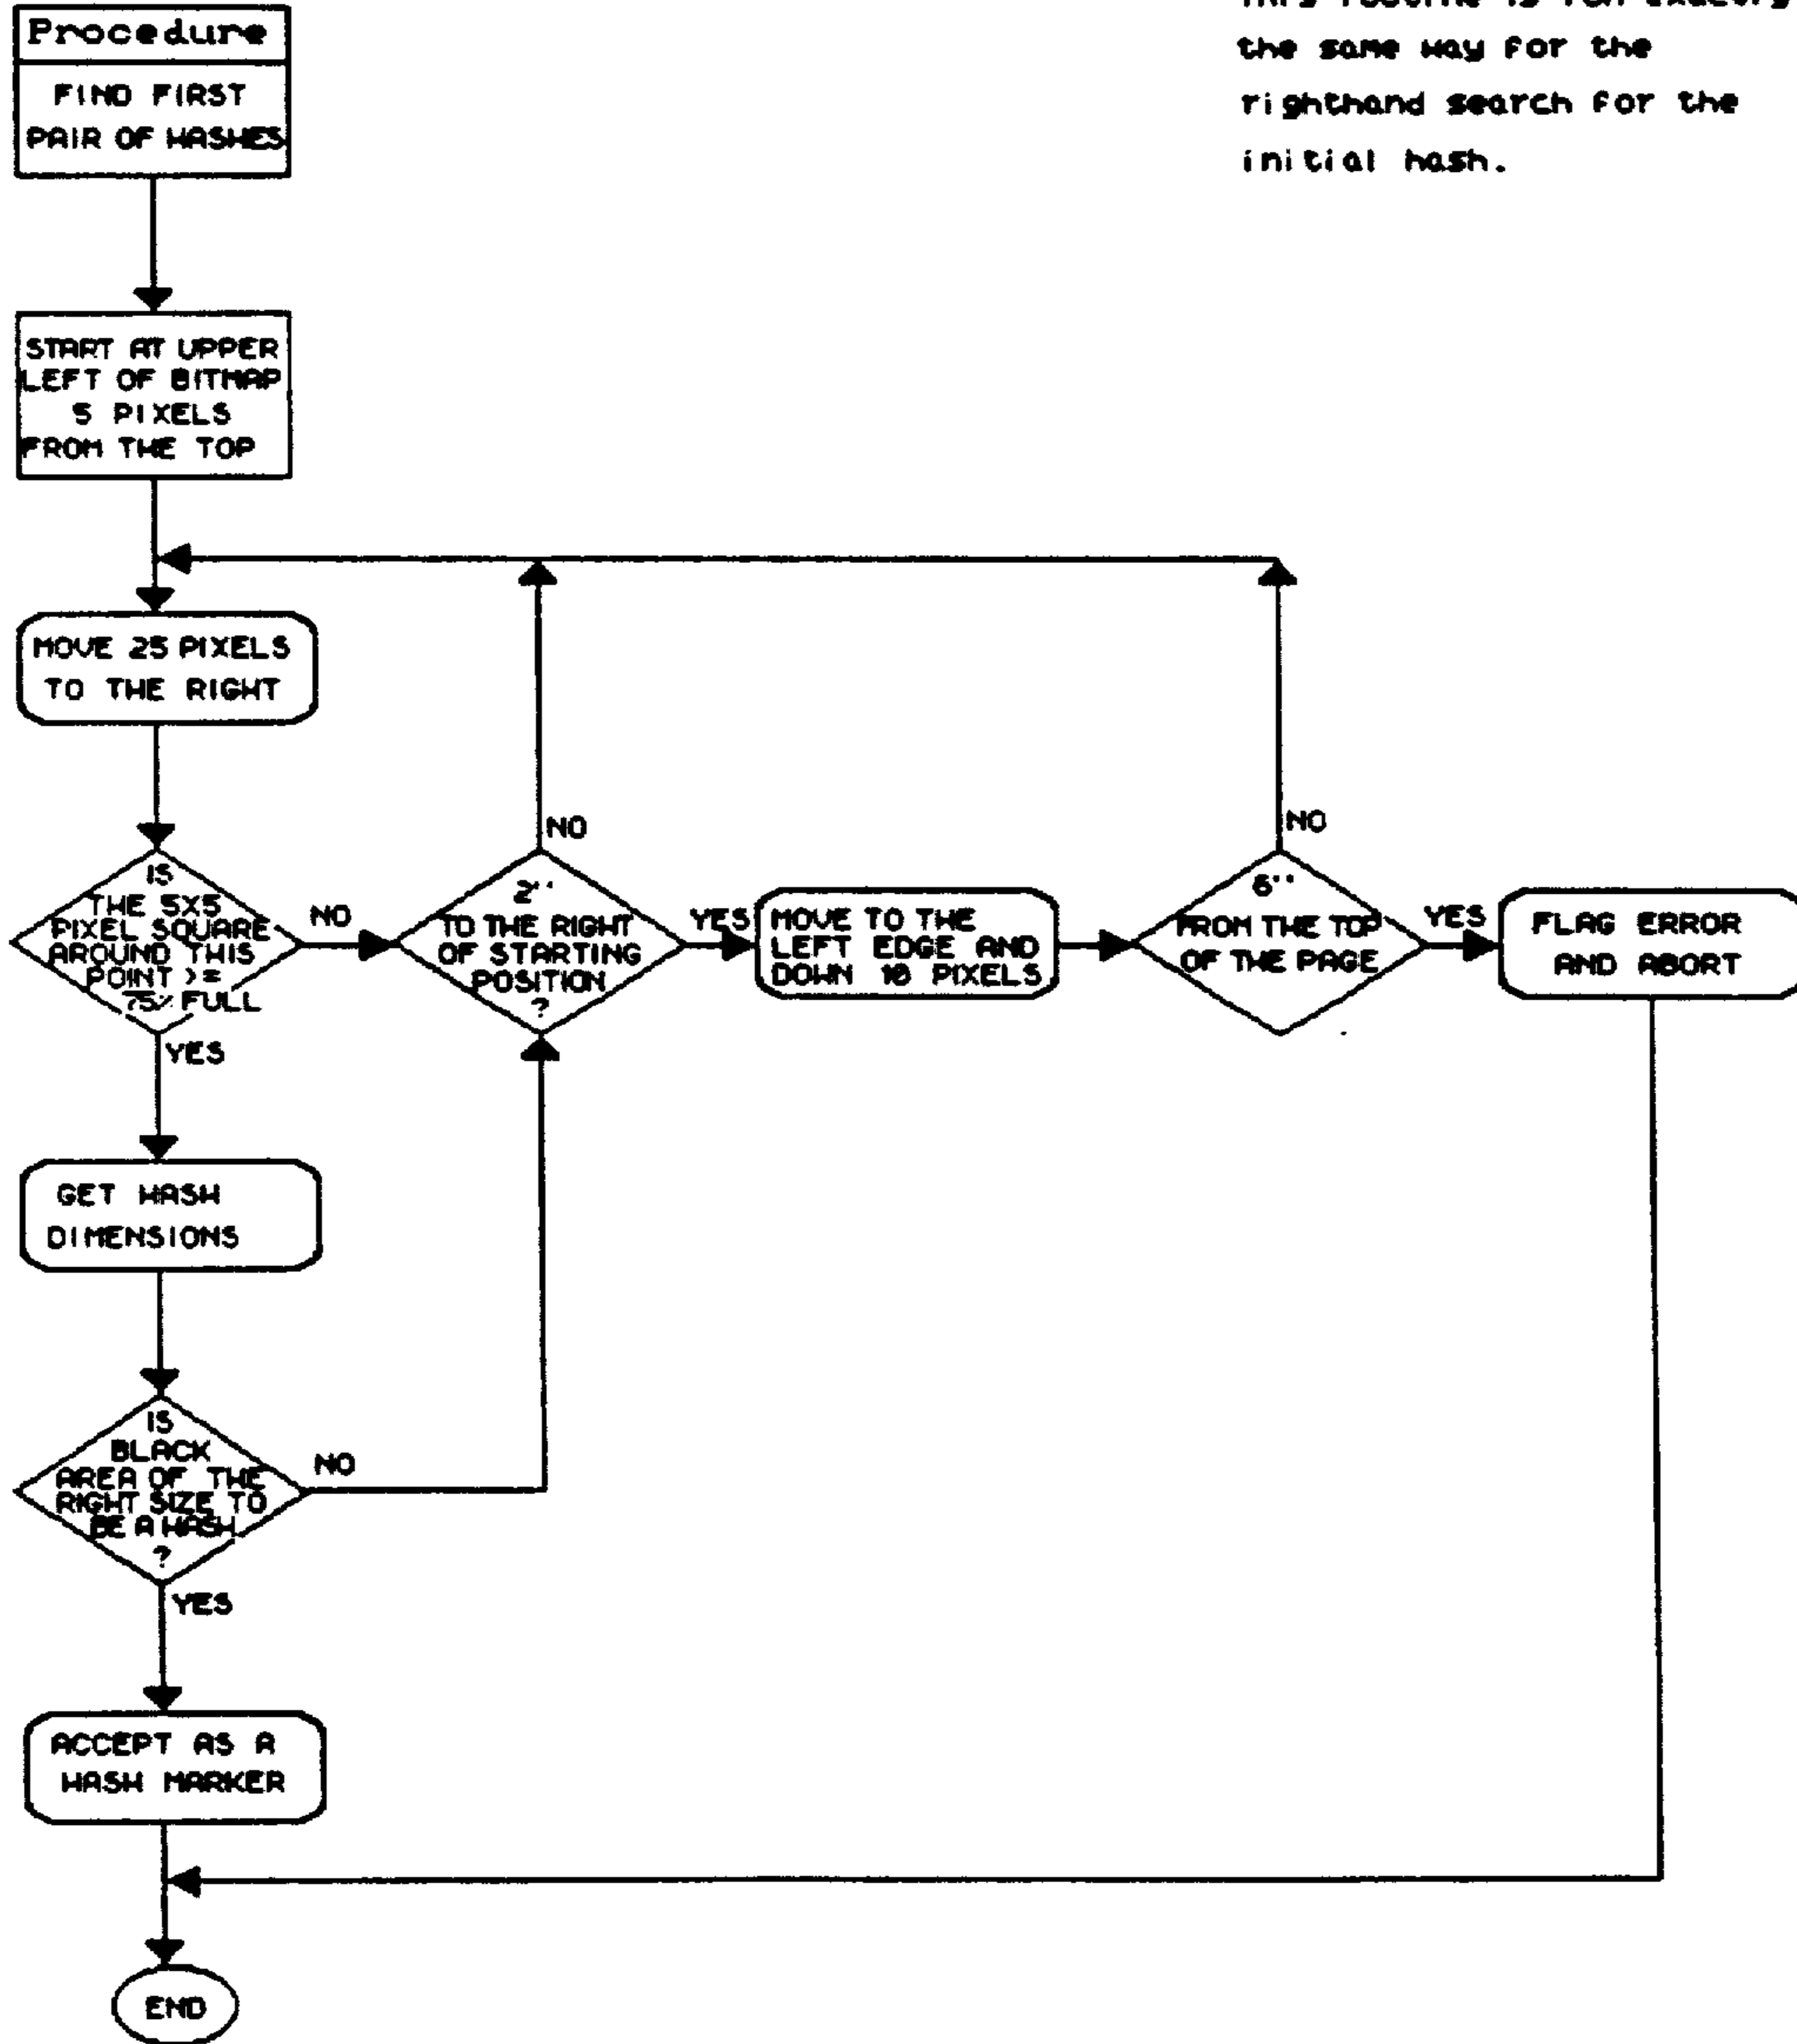 Procedure
FIND FIRST
PAIR OF HASHES
the same way for the
righthand search for the
initial hash.
START AT UPPER
LEFT OF BITMAP
5 PIXELS
FROM THE TOP
MOVE 25 PIXELS
TO THE RIGHT
IS
THE 5X5
PIXEL SQUARE
AROUND THIS
POINT >=
75% FULL
NO
YES
2''
TO THE RIGHT
OF STARTING
POSITION
?
NO
YES
MOVE TO THE
LEFT EDGE AND
DOWN 10 PIXELS
6''
FROM THE TOP
OF THE PAGE
NO
YES
FLAG ERROR
AND ABORT
GET HASH
DIMENSIONS
IS
BLACK
AREA OF THE
RIGHT SIZE TO
BE A HASH
?
NO
YES
ACCEPT AS A
HASH MARKER
END